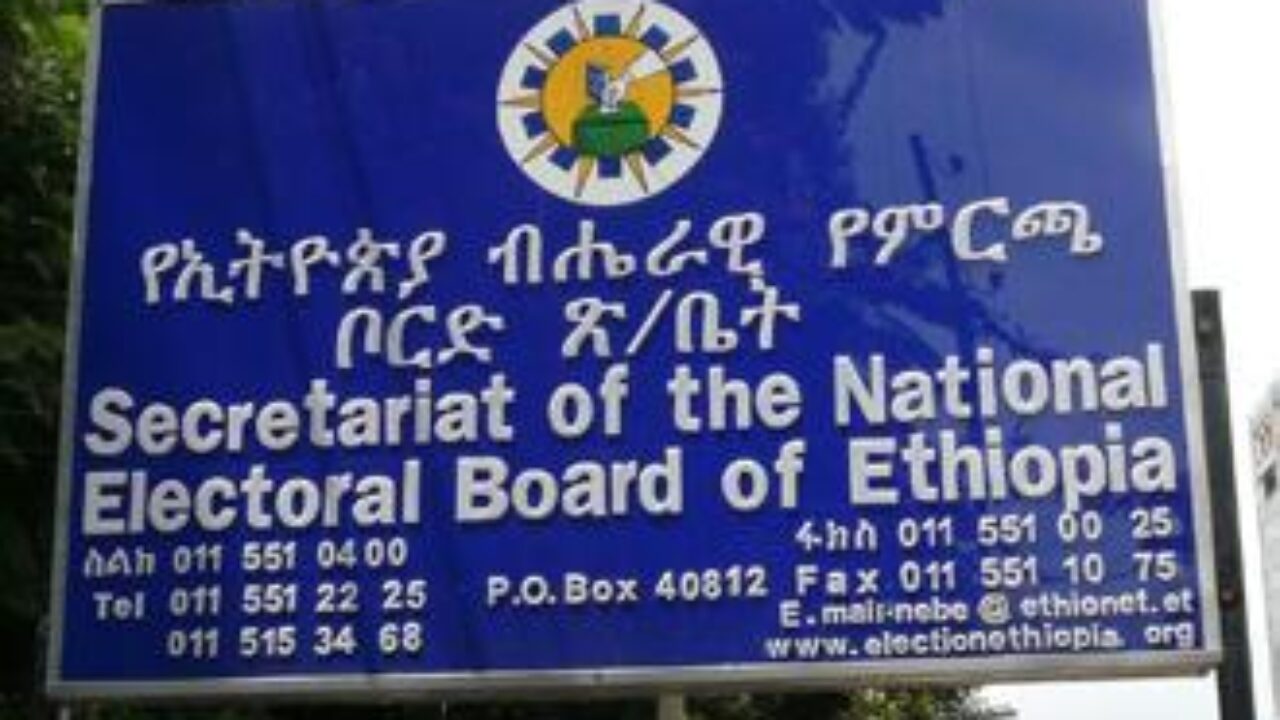 የኢትዮጵያ ብሔራዊ የምርጫ
ቦርድ ጽ/ቤት
Secretariat of the National
Electoral Board of Ethiopia
ስልክ 011 551 0400
Tel 011 551 22 25
011 515 34 68
P.O.Box 40812
ፋክስ 011 551 00 25
Fax 011 551 10 75
E.mail:nebe@ethionet.et
www.electionethiopia.org